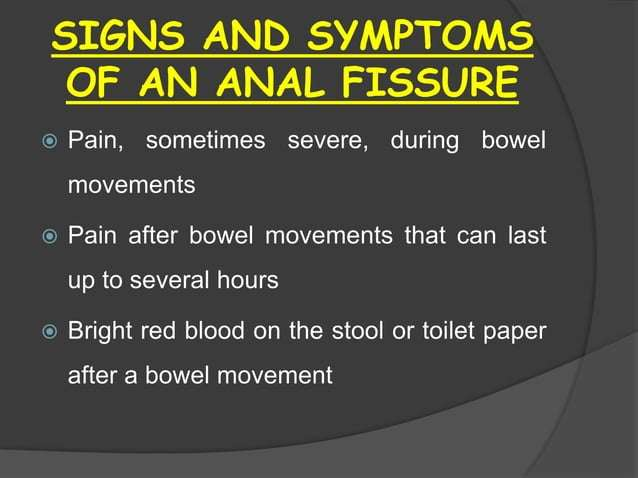 SIGNS AND SYMPTOMS
OF AN ANAL FISSURE
Pain, sometimes severe, during bowel
movements
Pain after bowel movements that can last
up to several hours
Bright red blood on the stool or toilet paper
after a bowel movement